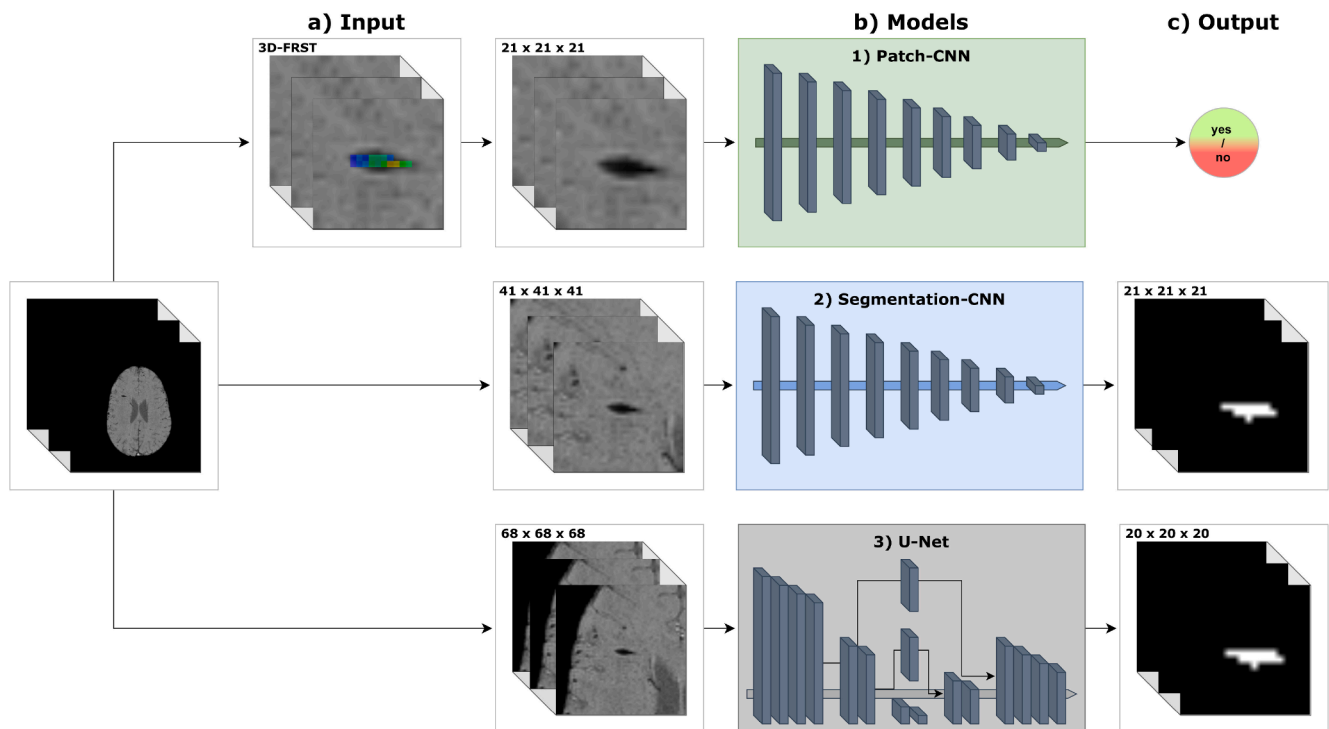 a) Input
b) Models
c) Output
3D-FRST
21 x 21 x 21
1) Patch-CNN
yes
/
no
41 x 41 x 41
2) Segmentation-CNN
21 x 21 x 21
68 x 68 x 68
3) U-Net
20 x 20 x 20